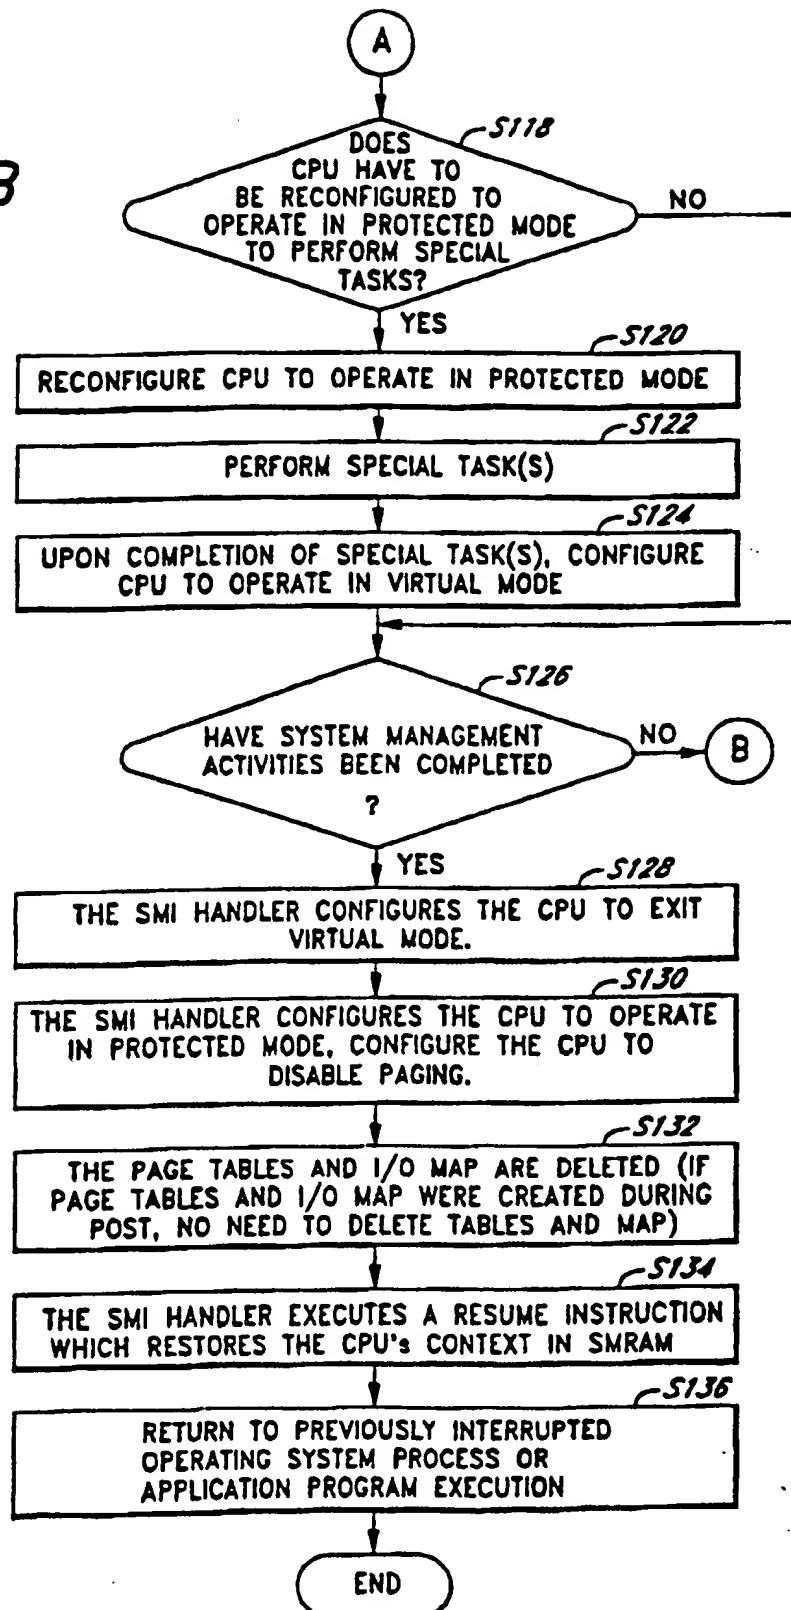 A
S118
B
DOES
CPU HAVE TO
BE RECONFIGURED TO
OPERATE IN PROTECTED MODE
TO PERFORM SPECIAL
TASKS?
NO
YES
S120
RECONFIGURE CPU TO OPERATE IN PROTECTED MODE
S122
PERFORM SPECIAL TASK(S)
S124
UPON COMPLETION OF SPECIAL TASK(S), CONFIGURE
CPU TO OPERATE IN VIRTUAL MODE
S126
HAVE SYSTEM MANAGEMENT
ACTIVITIES BEEN COMPLETED
?
NO
B
YES
S128
THE SMI HANDLER CONFIGURES THE CPU TO EXIT
VIRTUAL MODE.
S130
THE SMI HANDLER CONFIGURES THE CPU TO OPERATE
IN PROTECTED MODE, CONFIGURE THE CPU TO
DISABLE PAGING.
S132
THE PAGE TABLES AND I/O MAP ARE DELETED (IF
PAGE TABLES AND I/O MAP WERE CREATED DURING
POST, NO NEED TO DELETE TABLES AND MAP)
S134
THE SMI HANDLER EXECUTES A RESUME INSTRUCTION
WHICH RESTORES THE CPU's CONTEXT IN SMRAM
S136
RETURN TO PREVIOUSLY INTERRUPTED
OPERATING SYSTEM PROCESS OR
APPLICATION PROGRAM EXECUTION
END